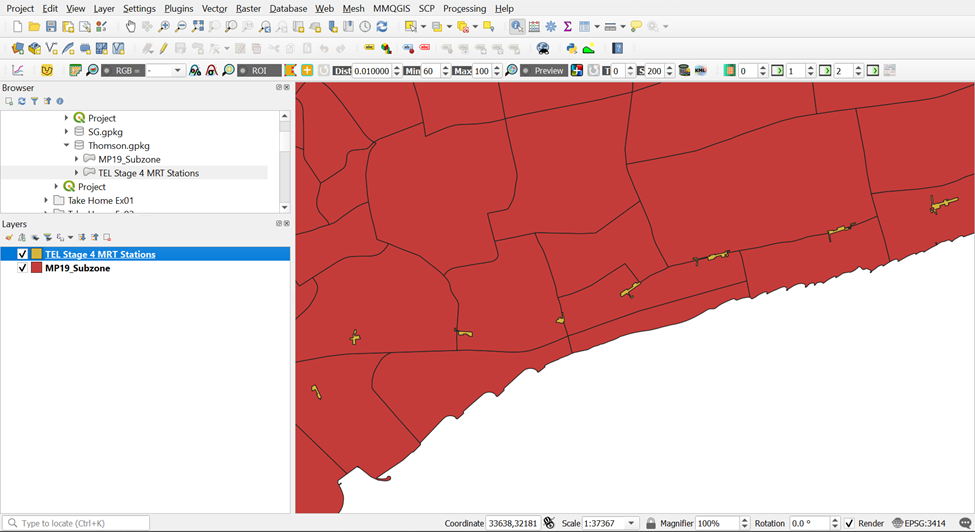 Project Edit View Layer Settings Plugins Vector Raster Database Web Mesh MMQGIS SCP Processing Help
RGB = - ROI Dist 0.010000 Min 60 Max 100 Preview T 0 S 200 KML 0 1 2
Browser
Project
SG.gpkg
Thomson.gpkg
MP19_Subzone
TEL Stage 4 MRT Stations
Project
Take Home Ex01
Layers
TEL Stage 4 MRT Stations
MP19_Subzone
Type to locate (Ctrl+K) Coordinate 33638,32181 Scale 1:37367 Magnifier 100% Rotation 0.0 ° Render EPSG:3414